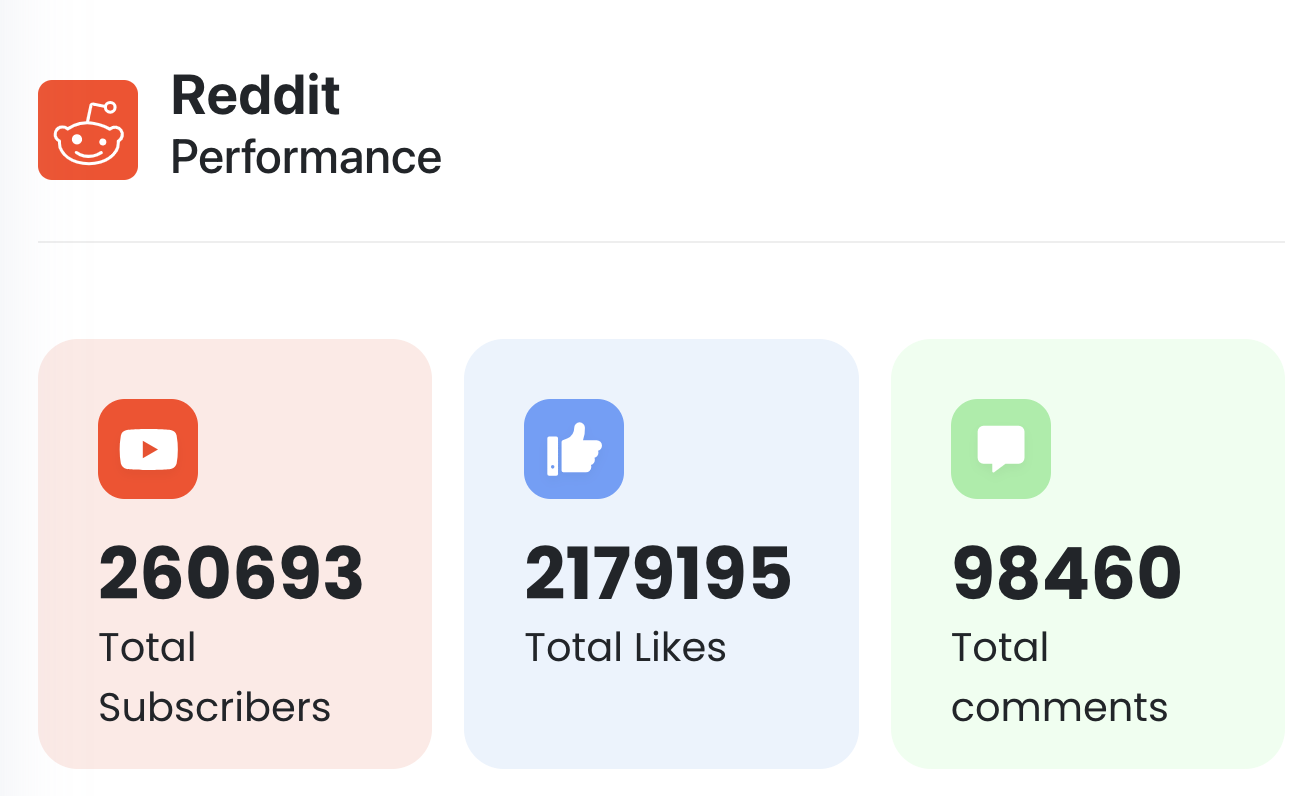 Reddit
Performance
260693
Total
Subscribers
2179195
Total Likes
98460
Total
comments